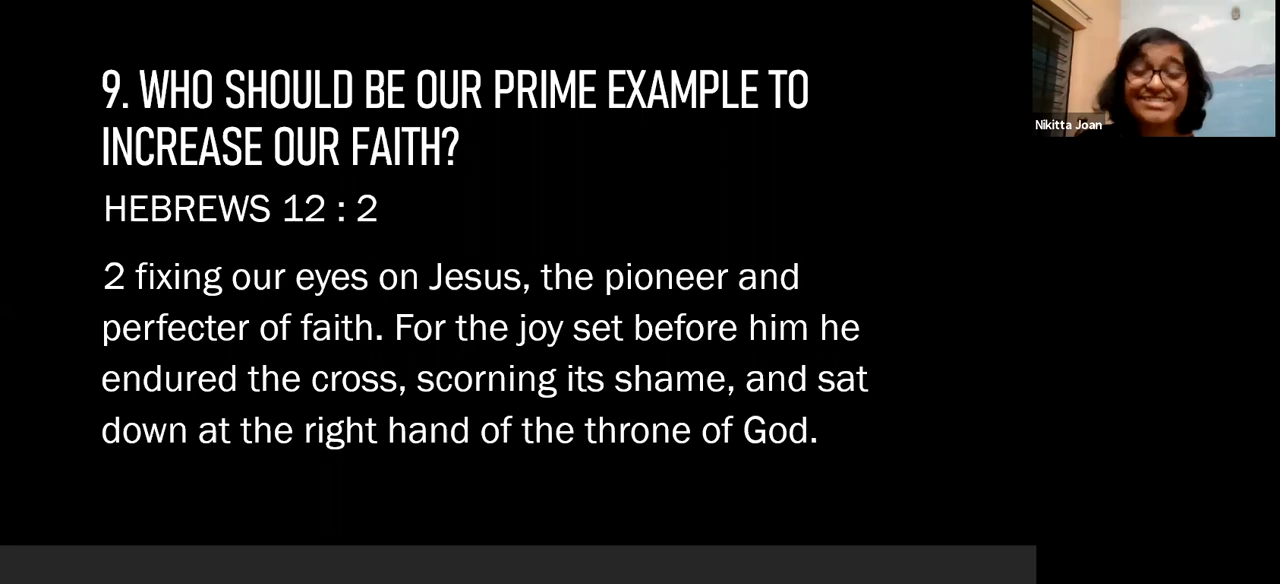 9. WHO SHOULD BE OUR PRIME EXAMPLE TO
INCREASE OUR FAITH?
HEBREWS 12 : 2
2 fixing our eyes on Jesus, the pioneer and
perfecter of faith. For the joy set before him he
endured the cross, scorning its shame, and sat
down at the right hand of the throne of God.
Nikitta Joan